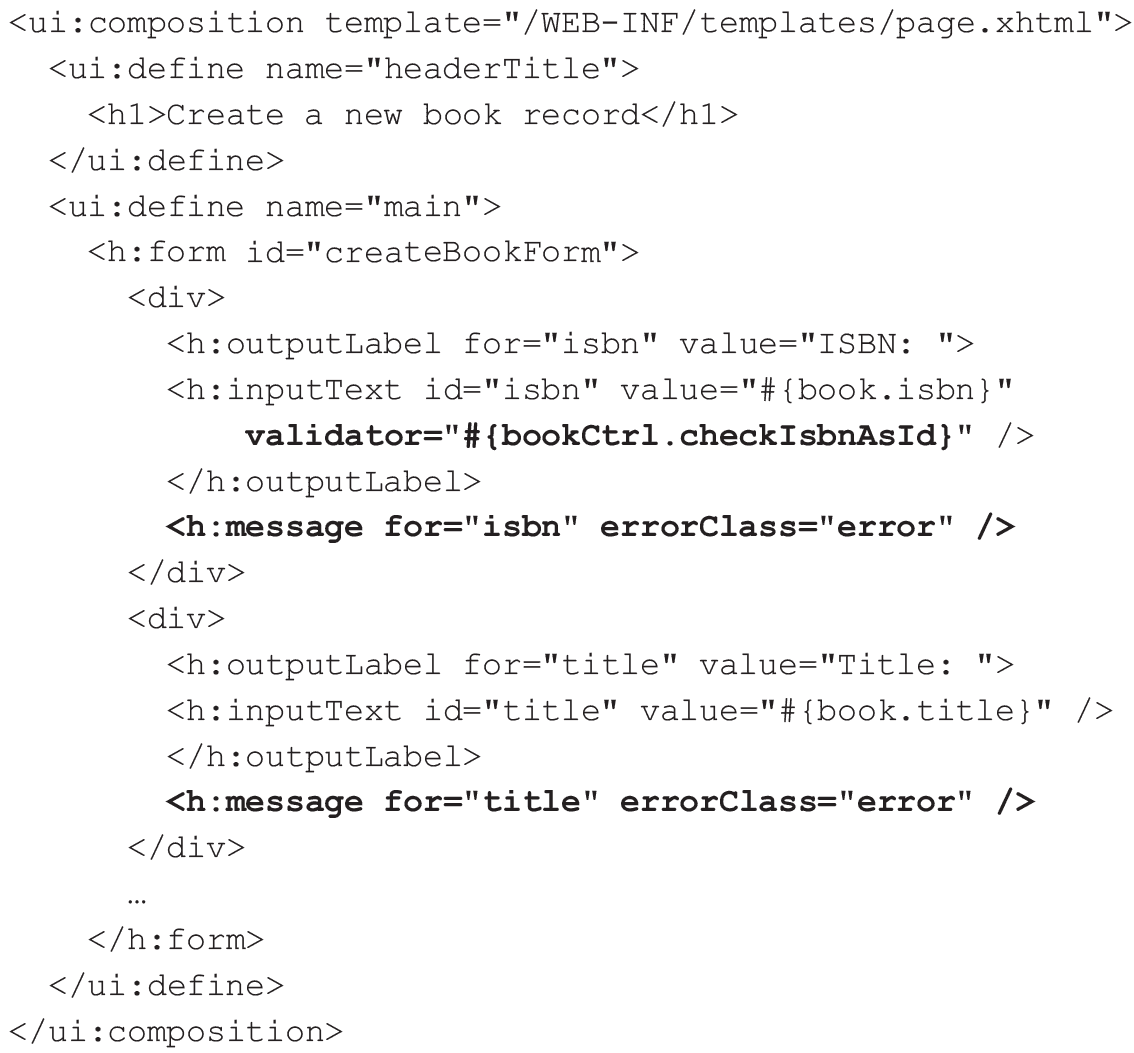 <ui:composition template="/WEB-INF/templates/page.xhtml">
  <ui:define name="headerTitle">
    <h1>Create a new book record</h1>
  </ui:define>
  <ui:define name="main">
    <h:form id="createBookForm">
      <div>
        <h:outputLabel for="isbn" value="ISBN: ">
        <h:inputText id="isbn" value="#{book.isbn}"
            validator="#{bookCtrl.checkIsbnAsId}" />
        </h:outputLabel>
        <h:message for="isbn" errorClass="error" />
      </div>
      <div>
        <h:outputLabel for="title" value="Title: ">
        <h:inputText id="title" value="#{book.title}" />
        </h:outputLabel>
        <h:message for="title" errorClass="error" />
      </div>
      …
    </h:form>
  </ui:define>
</ui:composition>